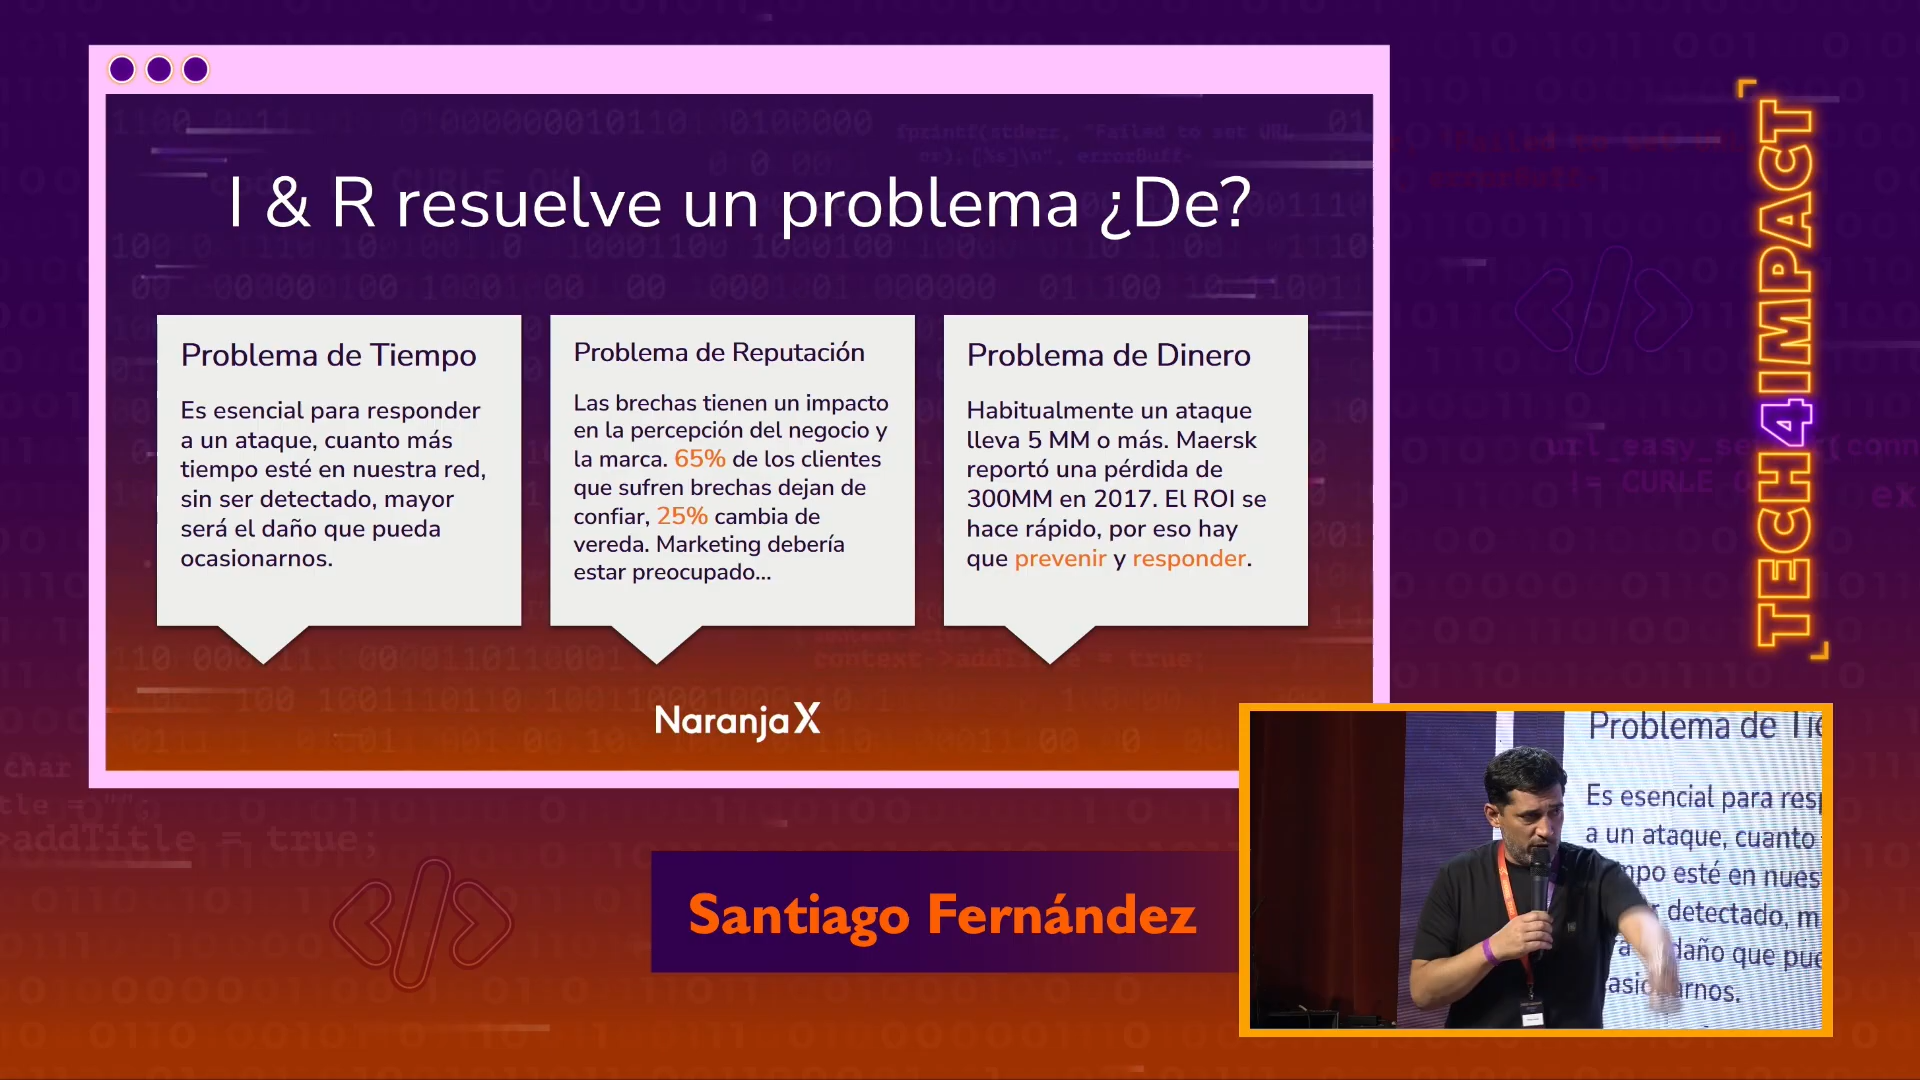 I & R resuelve un problema ¿De?
Problema de Tiempo
Es esencial para responder
a un ataque, cuanto más
tiempo esté en nuestra red,
sin ser detectado, mayor
será el daño que pueda
ocasionarnos.
Problema de Reputación
Las brechas tienen un impacto
en la percepción del negocio y
la marca. 65% de los clientes
que sufren brechas dejan de
confiar, 25% cambia de
vereda. Marketing debería
estar preocupado...
Problema de Dinero
Habitualmente un ataque
lleva 5 MM o más. Maersk
reportó una pérdida de
300MM en 2017. El ROI se
hace rápido, por eso hay
que prevenir y responder.
NaranjaX
TECH4IMPACT
Santiago Fernández
Problema de Tie
Es esencial para resp
a un ataque, cuanto
mpo esté en nues
detectado, m
daño que pue